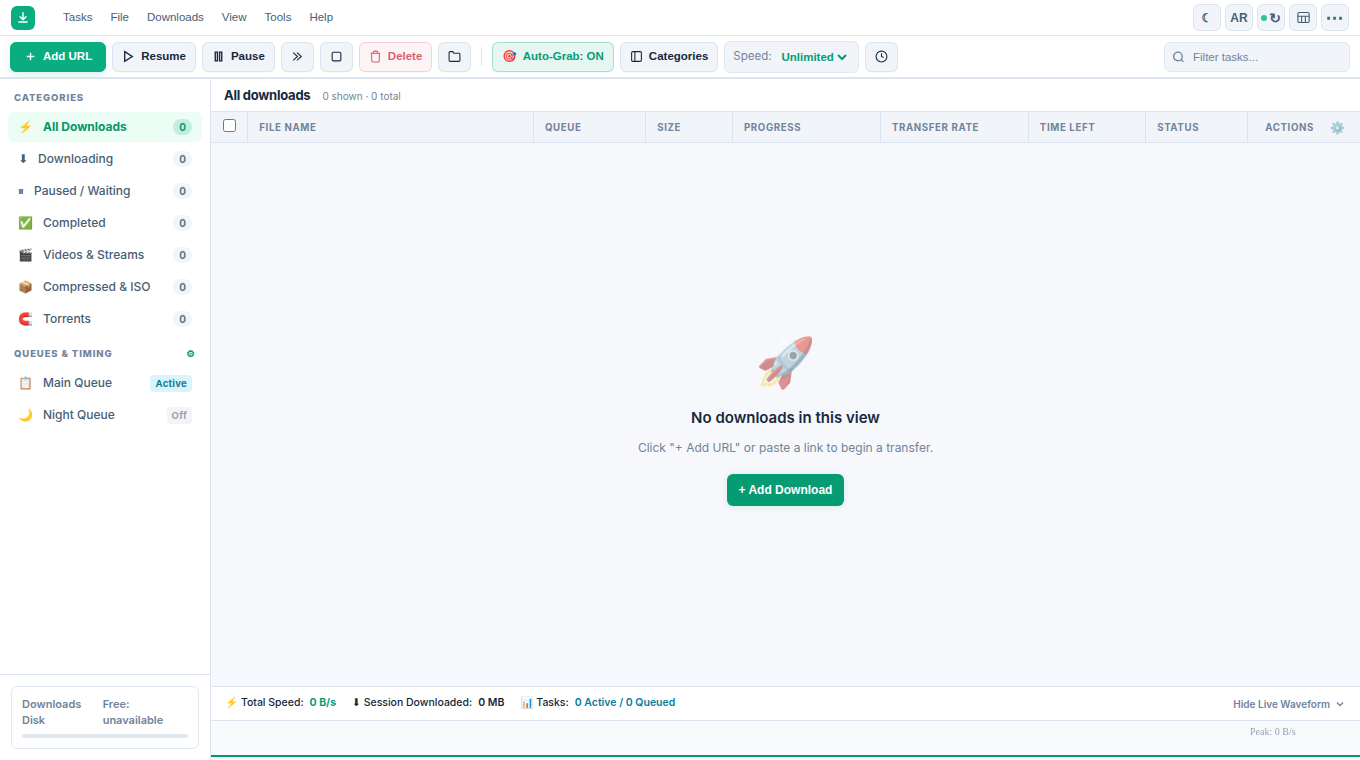 Tasks File Downloads View Tools Help AR
+ Add URL Resume Pause Delete Auto-Grab: ON Categories Speed: Unlimited Filter tasks...
CATEGORIES
All Downloads 0
Downloading 0
Paused / Waiting 0
Completed 0
Videos & Streams 0
Compressed & ISO 0
Torrents 0
QUEUES & TIMING
Main Queue Active
Night Queue Off
Downloads Disk Free: unavailable
All downloads 0 shown · 0 total
FILE NAME QUEUE SIZE PROGRESS TRANSFER RATE TIME LEFT STATUS ACTIONS
No downloads in this view
Click "+ Add URL" or paste a link to begin a transfer.
+ Add Download
Total Speed: 0 B/s Session Downloaded: 0 MB Tasks: 0 Active / 0 Queued Hide Live Waveform
Peak: 0 B/s